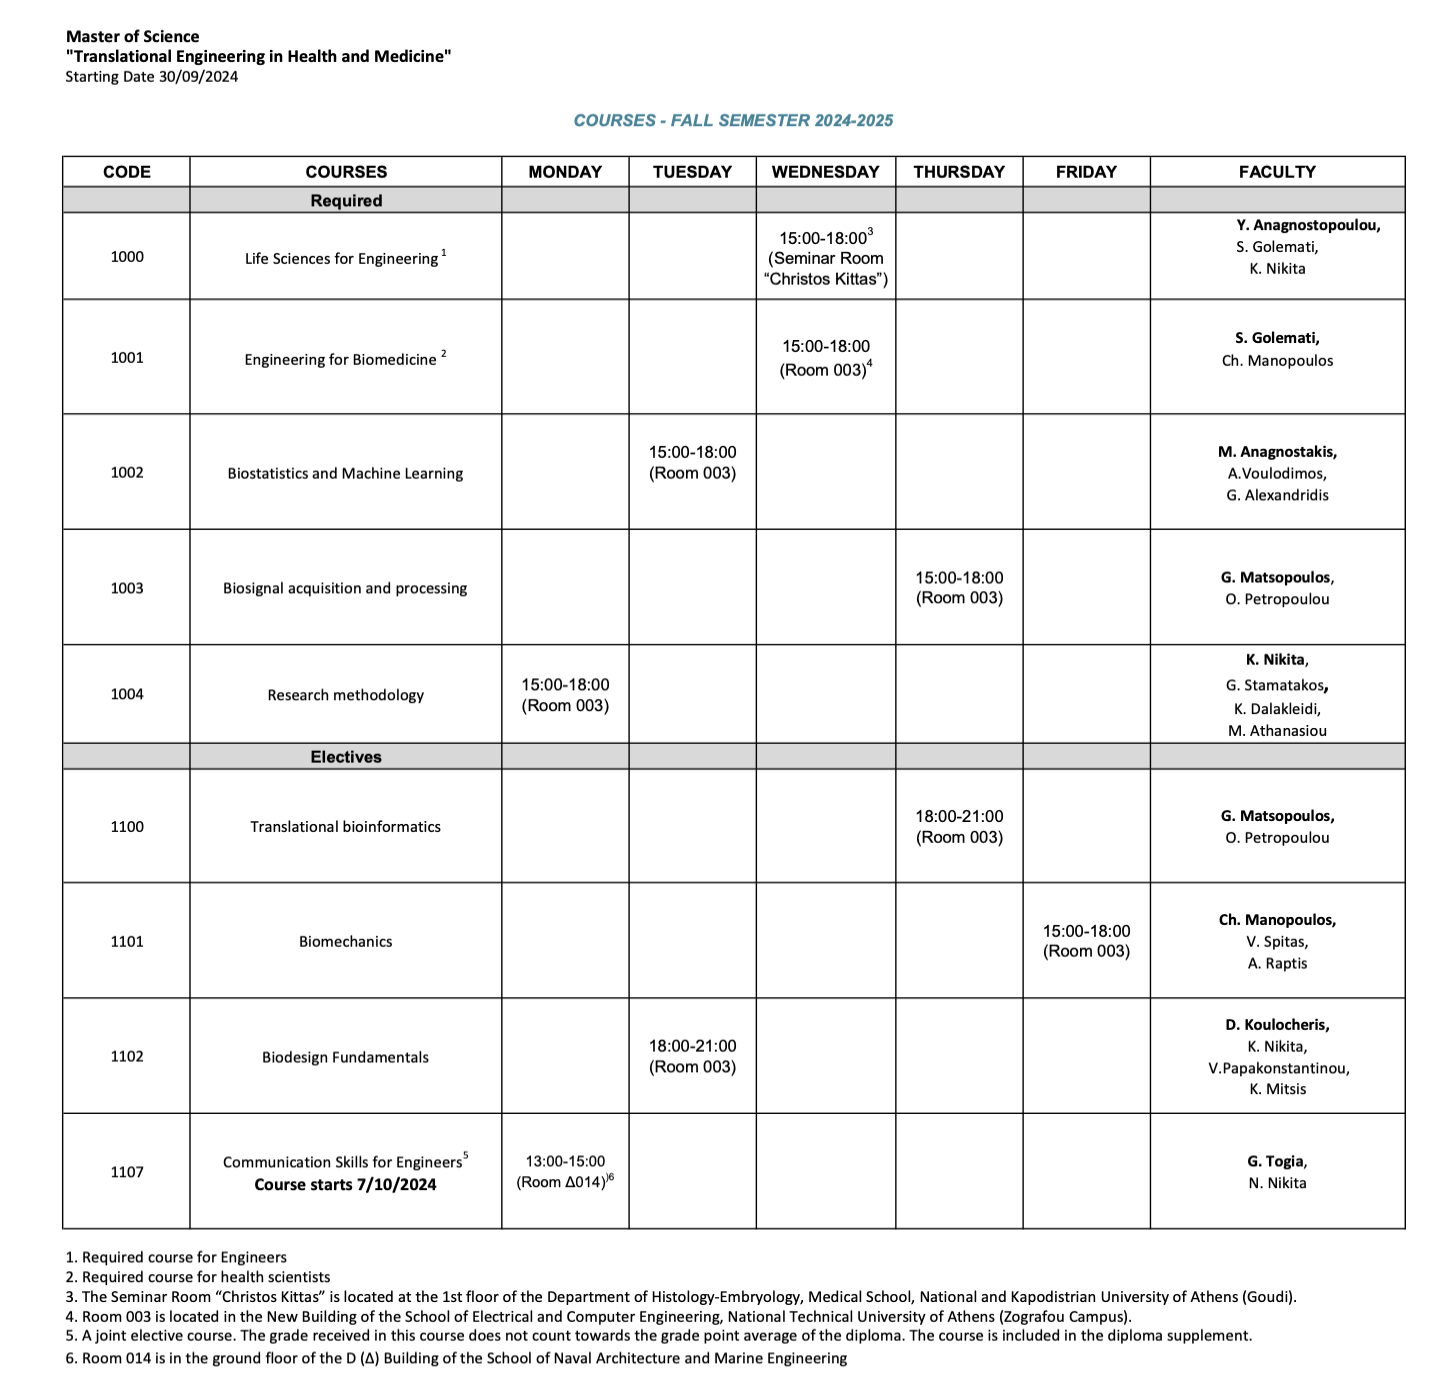 Master of Science
"Translational Engineering in Health and Medicine"
Starting Date 30/09/2024
COURSES - FALL SEMESTER 2024-2025
CODE COURSES MONDAY TUESDAY WEDNESDAY THURSDAY FRIDAY FACULTY
Required
1000
Life Sciences for Engineering 1
15:00-18:003
(Seminar Room
“Christos Kittas”)
Y. Anagnostopoulou,
S. Golemati,
K. Nikita
1001
Engineering for Biomedicine 2
15:00-18:00
(Room 003)4
S. Golemati,
Ch. Manopoulos
1002
Biostatistics and Machine Learning
15:00-18:00
(Room 003)
M. Anagnostakis,
A.Voulodimos,
G. Alexandridis
1003
Biosignal acquisition and processing
15:00-18:00
(Room 003)
G. Matsopoulos,
O. Petropoulou
1004
Research methodology
15:00-18:00
(Room 003)
K. Nikita,
G. Stamatakos,
K. Dalakleidi,
M. Athanasiou
Electives
1100
Translational bioinformatics
18:00-21:00
(Room 003)
G. Matsopoulos,
O. Petropoulou
1101
Biomechanics
15:00-18:00
(Room 003)
Ch. Manopoulos,
V. Spitas,
A. Raptis
1102
Biodesign Fundamentals
18:00-21:00
(Room 003)
D. Koulocheris,
K. Nikita,
V.Papakonstantinou,
K. Mitsis
1107
Communication Skills for Engineers5
Course starts 7/10/2024
13:00-15:00
(Room Δ014))6
G. Togia,
N. Nikita
1. Required course for Engineers
2. Required course for health scientists
3. The Seminar Room “Christos Kittas” is located at the 1st floor of the Department of Histology-Embryology, Medical School, National and Kapodistrian University of Athens (Goudi).
4. Room 003 is located in the New Building of the School of Electrical and Computer Engineering, National Technical University of Athens (Zografou Campus).
5. A joint elective course. The grade received in this course does not count towards the grade point average of the diploma. The course is included in the diploma supplement.
6. Room 014 is in the ground floor of the D (Δ) Building of the School of Naval Architecture and Marine Engineering